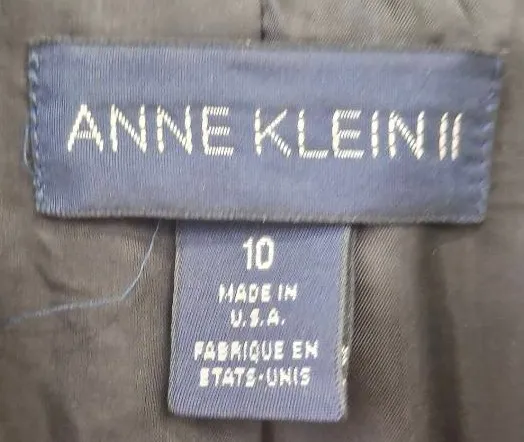 ANNE KLEIN II
10
MADE IN
U.S.A.
FABRIQUE EN
ETATS-UNIS